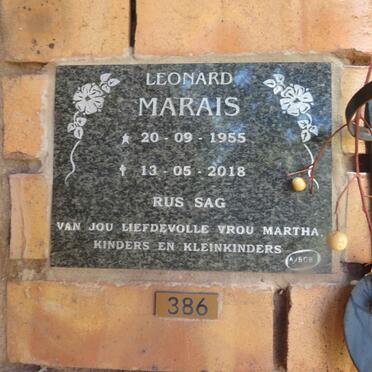 LEONARD
MARAIS
20 - 09 - 1955
13 - 05 - 2018
RUS SAG
VAN JOU LIEFDEVOLLE VROU MARTHA,
KINDERS EN KLEINKINDERS
386